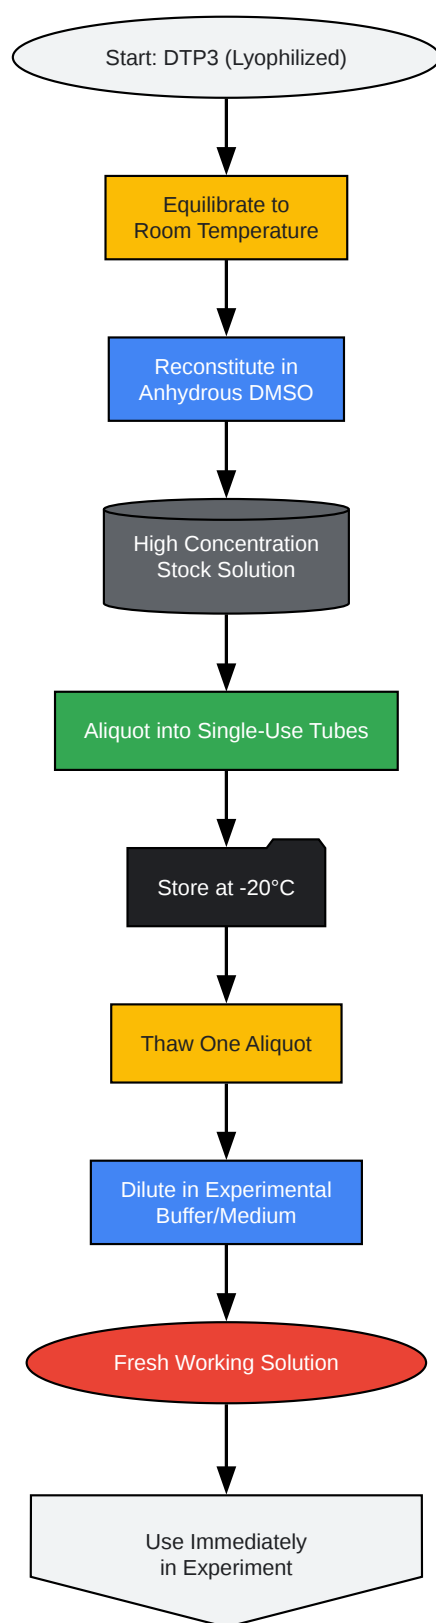 Start: DTP3 (Lyophilized)
Equilibrate to
Room Temperature
Reconstitute in
Anhydrous DMSO
High Concentration
Stock Solution
Aliquot into Single-Use Tubes
Store at -20°C
Thaw One Aliquot
Dilute in Experimental
Buffer/Medium
Fresh Working Solution
Use Immediately
in Experiment